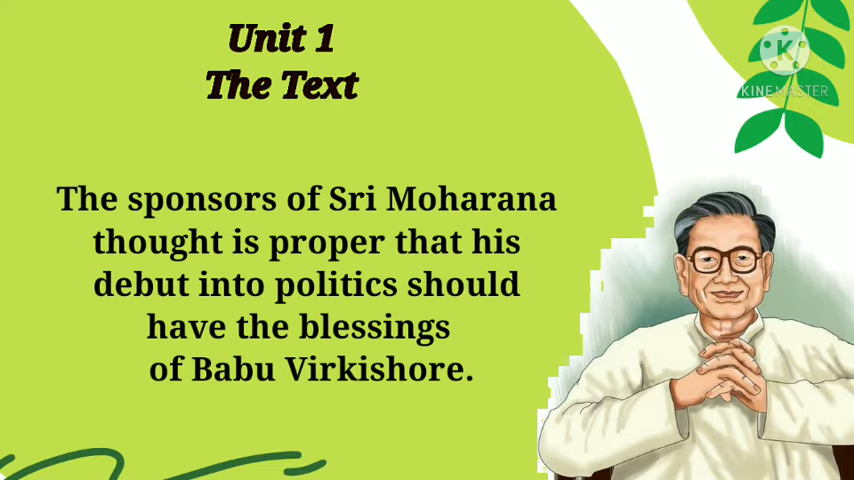 Unit 1
The Text
K
KINEMASTER
The sponsors of Sri Moharana
thought is proper that his
debut into politics should
have the blessings
of Babu Virkishore.